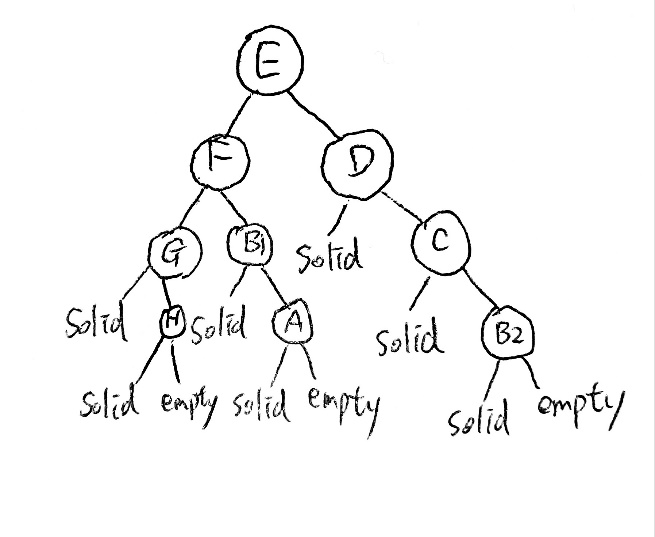 E
F D
G B1 Solid C
Solid H Solid A Solid B2
Solid empty Solid empty Solid empty